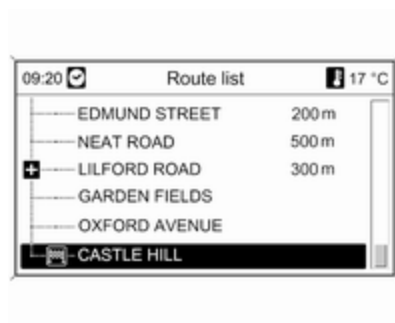 09:20 Route list 17 °C
EDMUND STREET 200 m
NEAT ROAD 500 m
LILFORD ROAD 300 m
GARDEN FIELDS
OXFORD AVENUE
CASTLE HILL